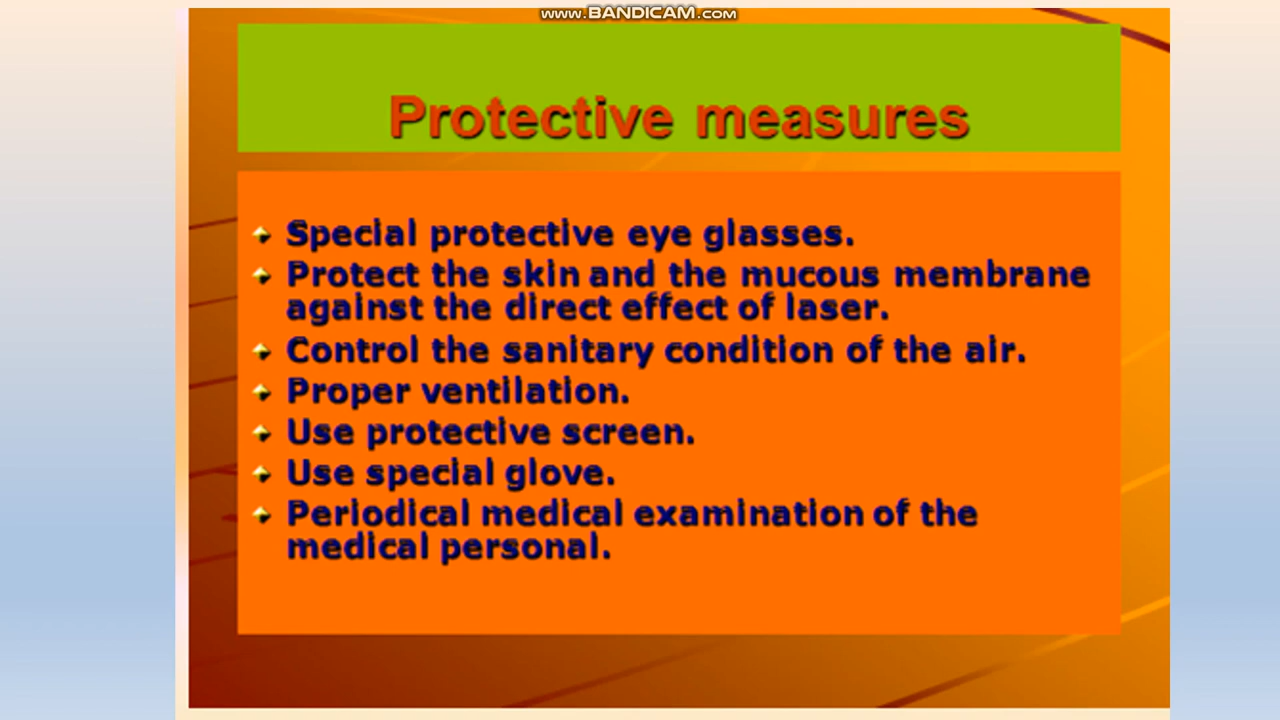 www.BANDICAM.com
Protective measures
Special protective eye glasses.
Protect the skin and the mucous membrane
against the direct effect of laser.
Control the sanitary condition of the air.
Proper ventilation.
Use protective screen.
Use special glove.
Periodical medical examination of the
medical personal.